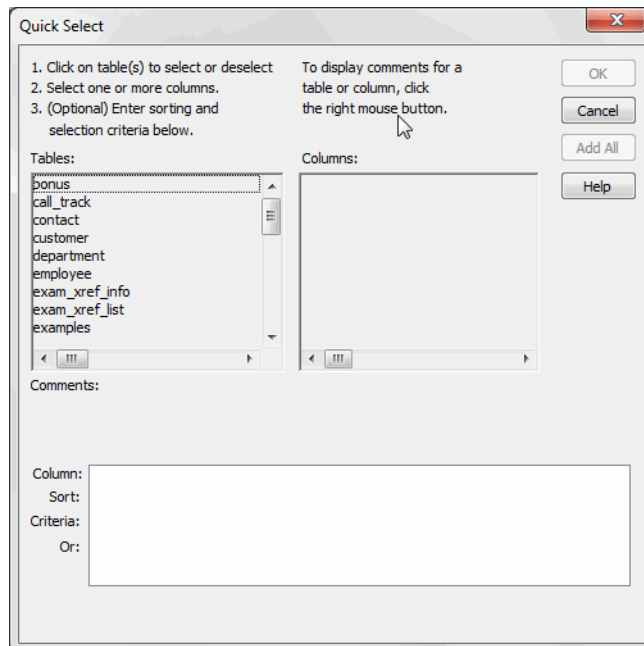 Quick Select
1. Click on table(s) to select or deselect
2. Select one or more columns.
3. (Optional) Enter sorting and
selection criteria below.
To display comments for a
table or column, click
the right mouse button.
OK
Cancel
Add All
Help
Tables:
bonus
call_track
contact
customer
department
employee
exam_xref_info
exam_xref_list
examples
Columns:
Comments:
Column:
Sort:
Criteria:
Or: